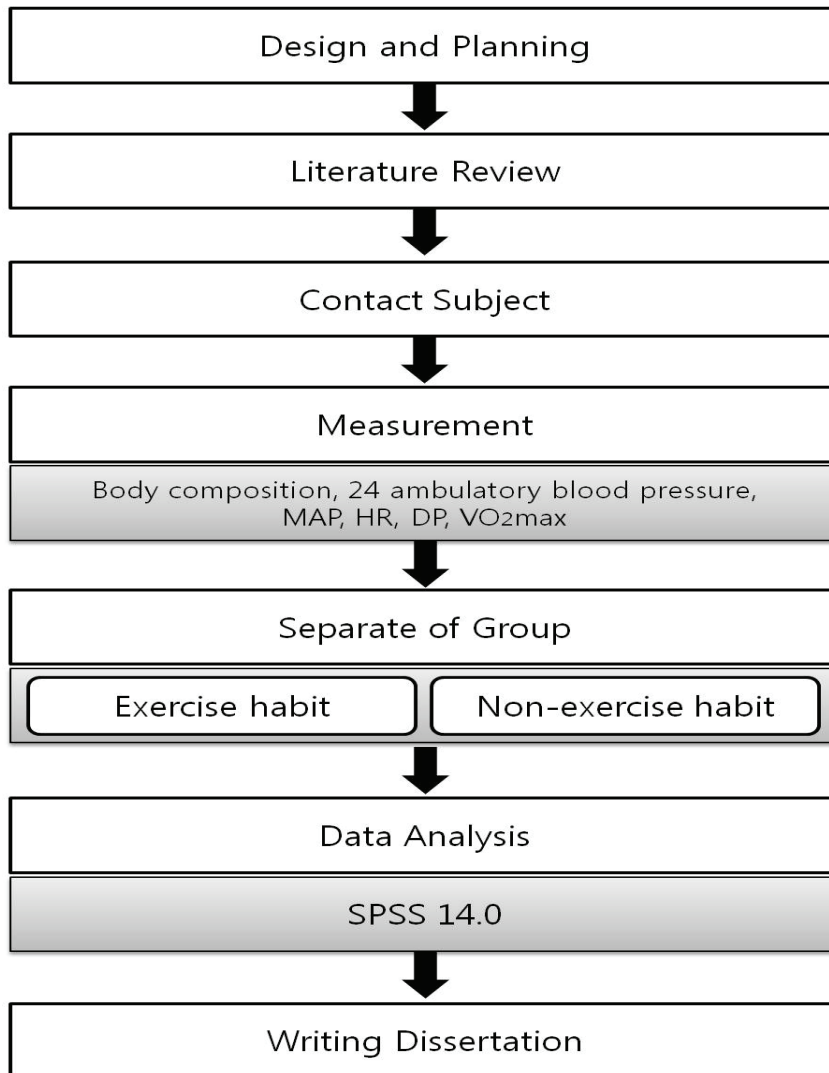 Design and Planning
Literature Review
Contact Subject
Measurement
Body composition, 24 ambulatory blood pressure,
MAP, HR, DP, VO2max
Separate of Group
Exercise habit
Non-exercise habit
Data Analysis
SPSS 14.0
Writing Dissertation